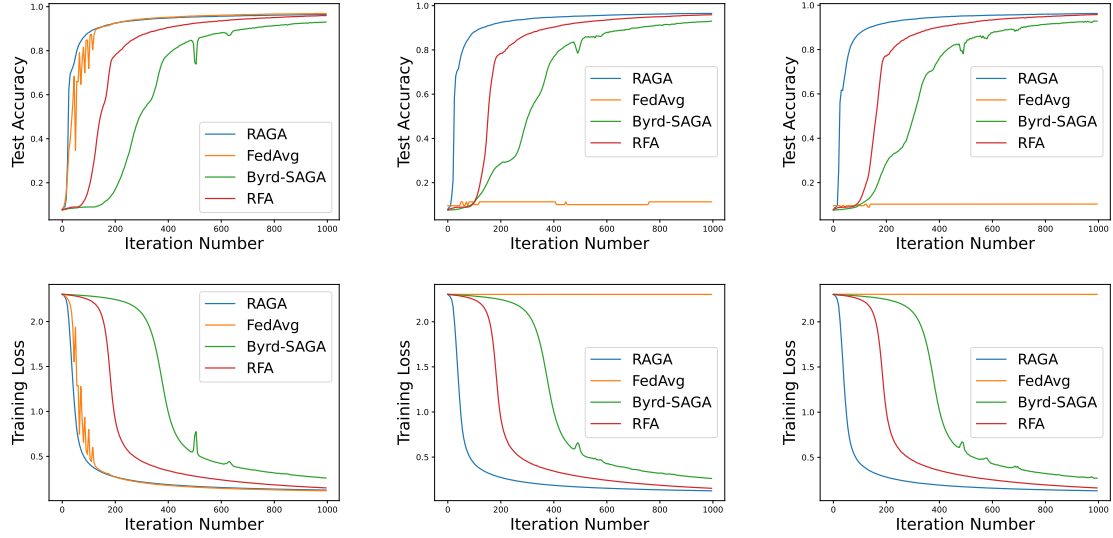 Test Accuracy
1.0
0.8
0.6
0.4
0.2
RAGA
FedAvg
Byrd-SAGA
RFA
0 200 400 600 800 1000
Iteration Number
Test Accuracy
1.0
0.8
0.6
0.4
0.2
RAGA
FedAvg
Byrd-SAGA
RFA
0 200 400 600 800 1000
Iteration Number
Test Accuracy
1.0
0.8
0.6
0.4
0.2
RAGA
FedAvg
Byrd-SAGA
RFA
0 200 400 600 800 1000
Iteration Number
Training Loss
2.0
1.5
1.0
0.5
RAGA
FedAvg
Byrd-SAGA
RFA
0 200 400 600 800 1000
Iteration Number
Training Loss
2.0
1.5
1.0
0.5
RAGA
FedAvg
Byrd-SAGA
RFA
0 200 400 600 800 1000
Iteration Number
Training Loss
2.0
1.5
1.0
0.5
RAGA
FedAvg
Byrd-SAGA
RFA
0 200 400 600 800 1000
Iteration Number